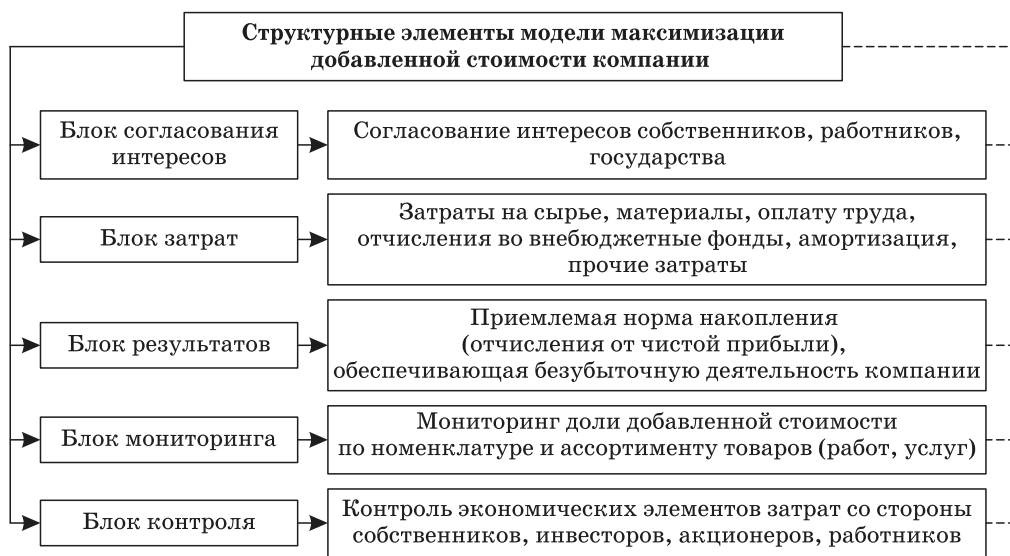 Структурные элементы модели максимизации
добавленной стоимости компании
Блок согласования
интересов
Согласование интересов собственников, работников,
государства
Блок затрат
Затраты на сырье, материалы, оплату труда,
отчисления во внебюджетные фонды, амортизация,
прочие затраты
Блок результатов
Приемлемая норма накопления
(отчисления от чистой прибыли),
обеспечивающая безубыточную деятельность компании
Блок мониторинга
Мониторинг доли добавленной стоимости
по номенклатуре и ассортименту товаров (работ, услуг)
Блок контроля
Контроль экономических элементов затрат со стороны
собственников, инвесторов, акционеров, работников